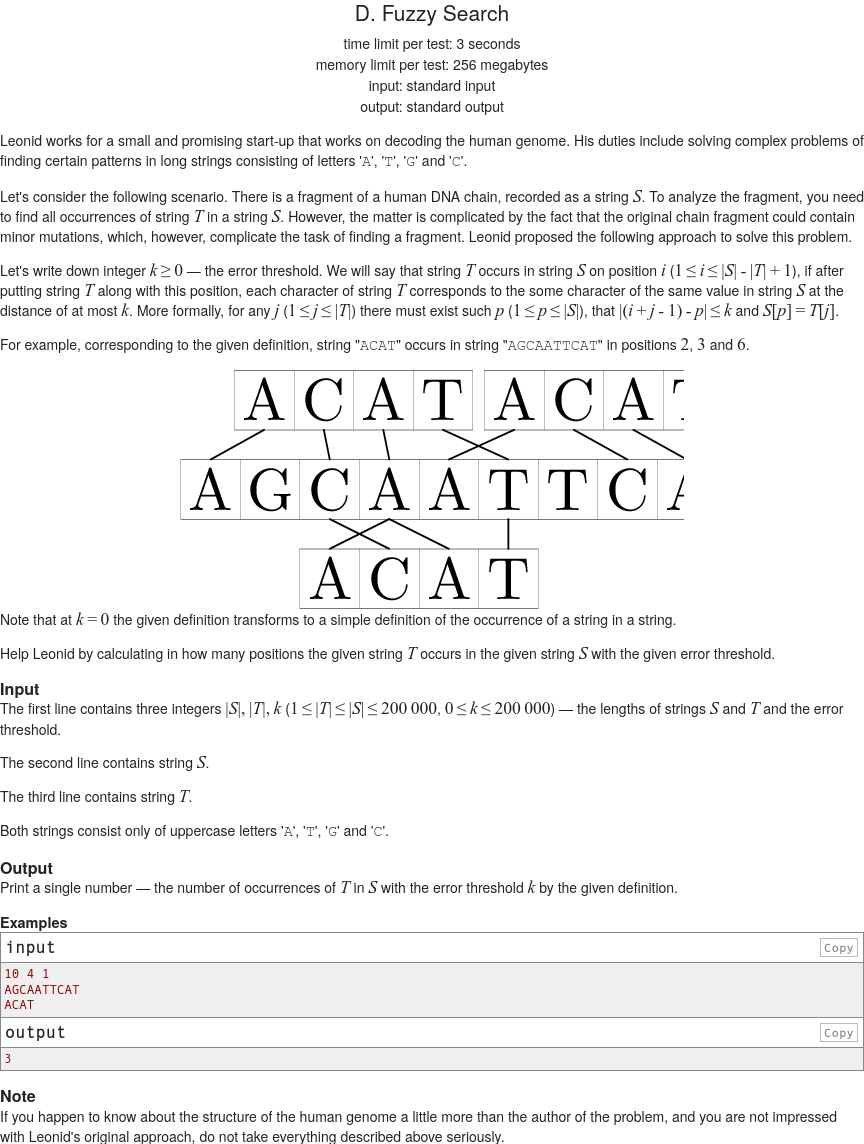 D. Fuzzy Search
time limit per test: 3 seconds
memory limit per test: 256 megabytes
input: standard input
output: standard output
Leonid works for a small and promising start-up that works on decoding the human genome. His duties include solving complex problems of
finding certain patterns in long strings consisting of letters 'A', 'T', 'G' and 'C'.
Let's consider the following scenario. There is a fragment of a human DNA chain, recorded as a string S. To analyze the fragment, you need
to find all occurrences of string T in a string S. However, the matter is complicated by the fact that the original chain fragment could contain
minor mutations, which, however, complicate the task of finding a fragment. Leonid proposed the following approach to solve this problem.
Let's write down integer k ≥ 0 — the error threshold. We will say that string T occurs in string S on position i (1 ≤ i ≤ |S| - |T| + 1), if after
putting string T along with this position, each character of string T corresponds to the some character of the same value in string S at the
distance of at most k. More formally, for any j (1 ≤ j ≤ |T|) there must exist such p (1 ≤ p ≤ |S|), that |(i + j - 1) - p| ≤ k and S[p] = T[j].
For example, corresponding to the given definition, string "ACAT" occurs in string "AGCAATTCAT" in positions 2, 3 and 6.
A C A T A C A T
A G C A A T T C A
A C A T
Note that at k = 0 the given definition transforms to a simple definition of the occurrence of a string in a string.
Help Leonid by calculating in how many positions the given string T occurs in the given string S with the given error threshold.
Input
The first line contains three integers |S|, |T|, k (1 ≤ |T| ≤ |S| ≤ 200 000, 0 ≤ k ≤ 200 000) — the lengths of strings S and T and the error
threshold.
The second line contains string S.
The third line contains string T.
Both strings consist only of uppercase letters 'A', 'T', 'G' and 'C'.
Output
Print a single number — the number of occurrences of T in S with the error threshold k by the given definition.
Examples
input Copy
10 4 1
AGCAATTCAT
ACAT
output Copy
3
Note
If you happen to know about the structure of the human genome a little more than the author of the problem, and you are not impressed
with Leonid's original approach, do not take everything described above seriously.